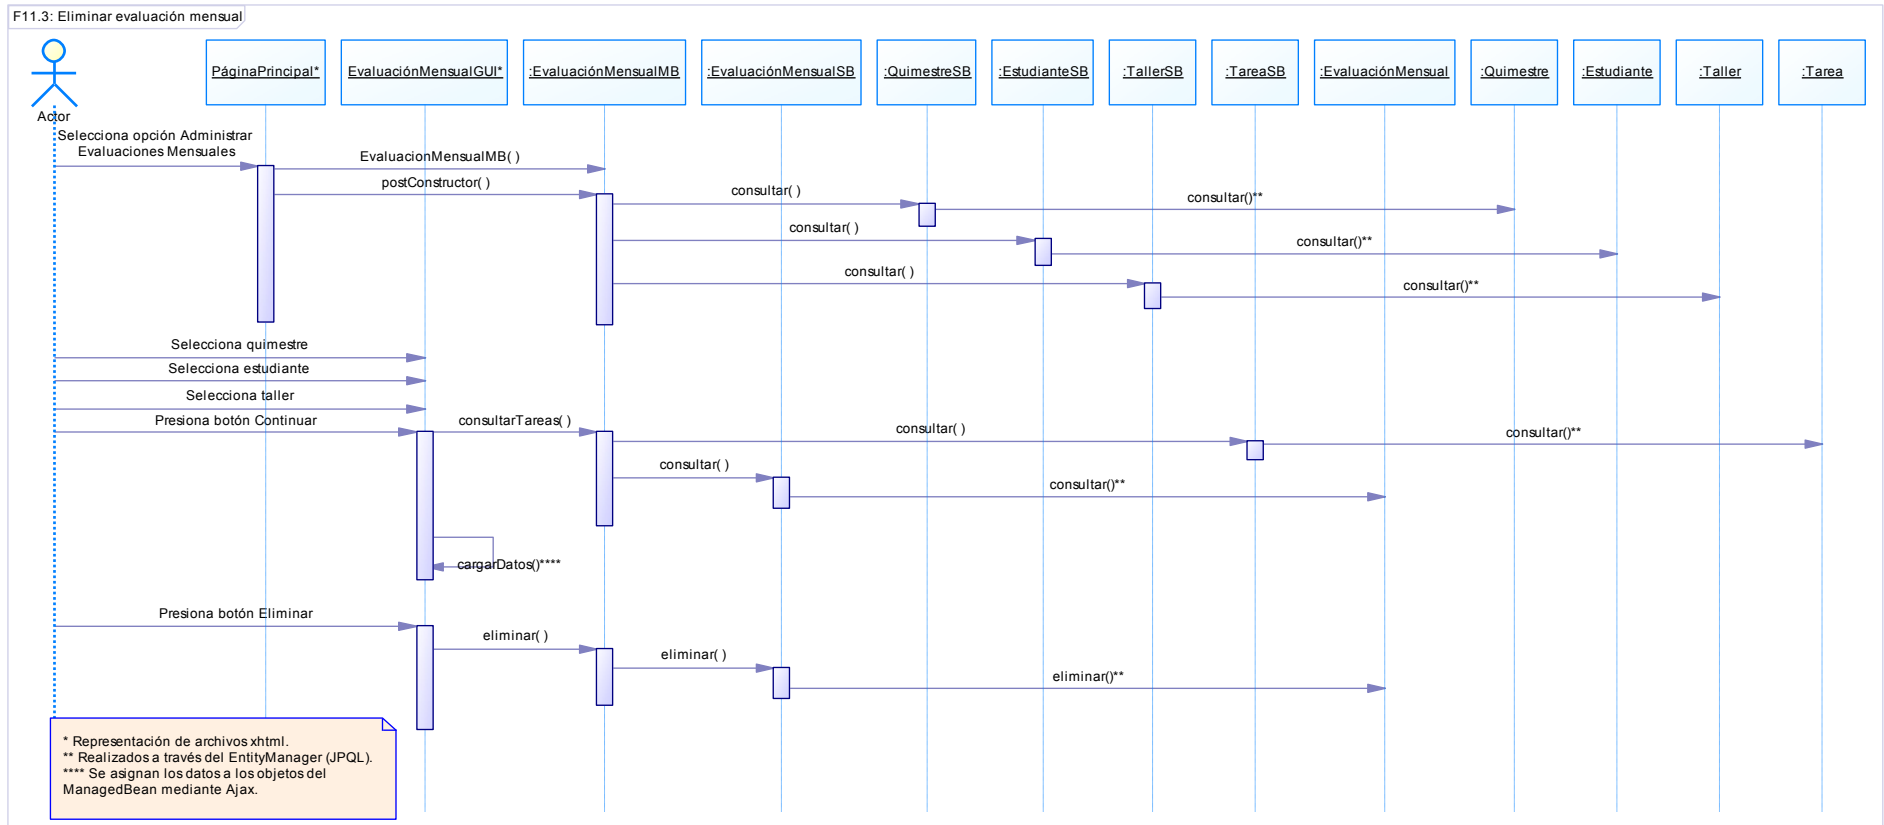 F11.3: Eliminar evaluación mensual
PáginaPrincipal*
EvaluaciónMensualGUI*
:EvaluaciónMensualMB
:EvaluaciónMensualSB
:QuimestreSB
:EstudianteSB
:TallerSB
:TareaSB
:EvaluaciónMensual
:Quimestre
:Estudiante
:Taller
:Tarea
Actor
Selecciona opción Administrar
Evaluaciones Mensuales
EvaluacionMensualMB( )
postConstructor( )
consultar( )
consultar()**
consultar( )
consultar()**
consultar( )
consultar()**
Selecciona quimestre
Selecciona estudiante
Selecciona taller
Presiona botón Continuar
consultarTareas( )
consultar( )
consultar()**
consultar( )
consultar()**
cargarDatos()****
Presiona botón Eliminar
eliminar( )
eliminar( )
eliminar()**
* Representación de archivos xhtml.
** Realizados a través del EntityManager (JPQL).
**** Se asignan los datos a los objetos del
ManagedBean mediante Ajax.